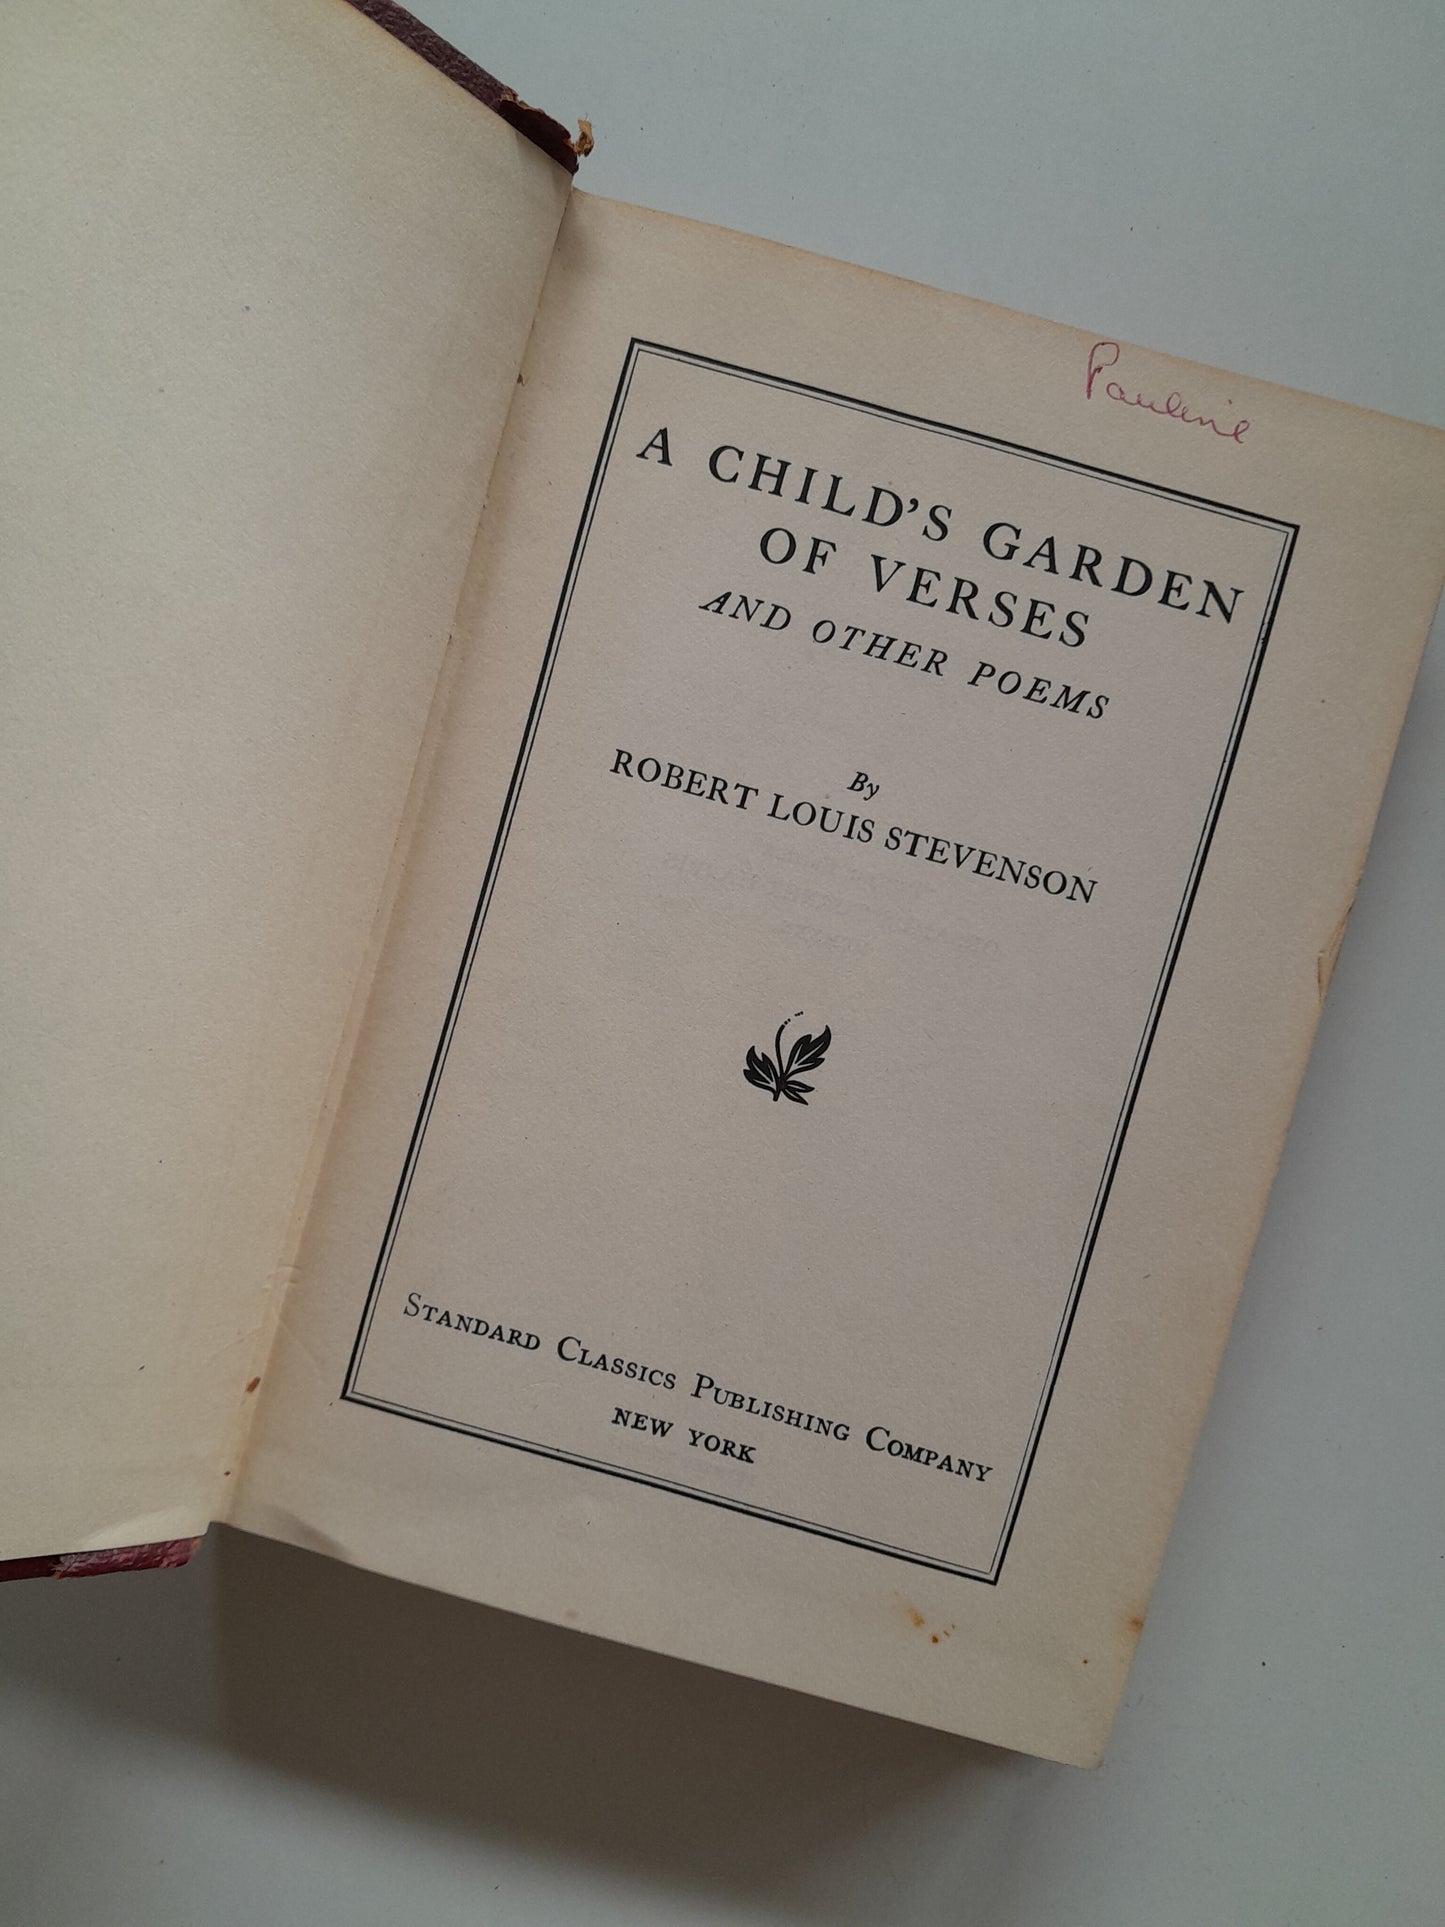 Pauline
A CHILD'S GARDEN
OF VERSES
AND OTHER POEMS
By
ROBERT LOUIS STEVENSON
STANDARD CLASSICS PUBLISHING COMPANY
NEW YORK